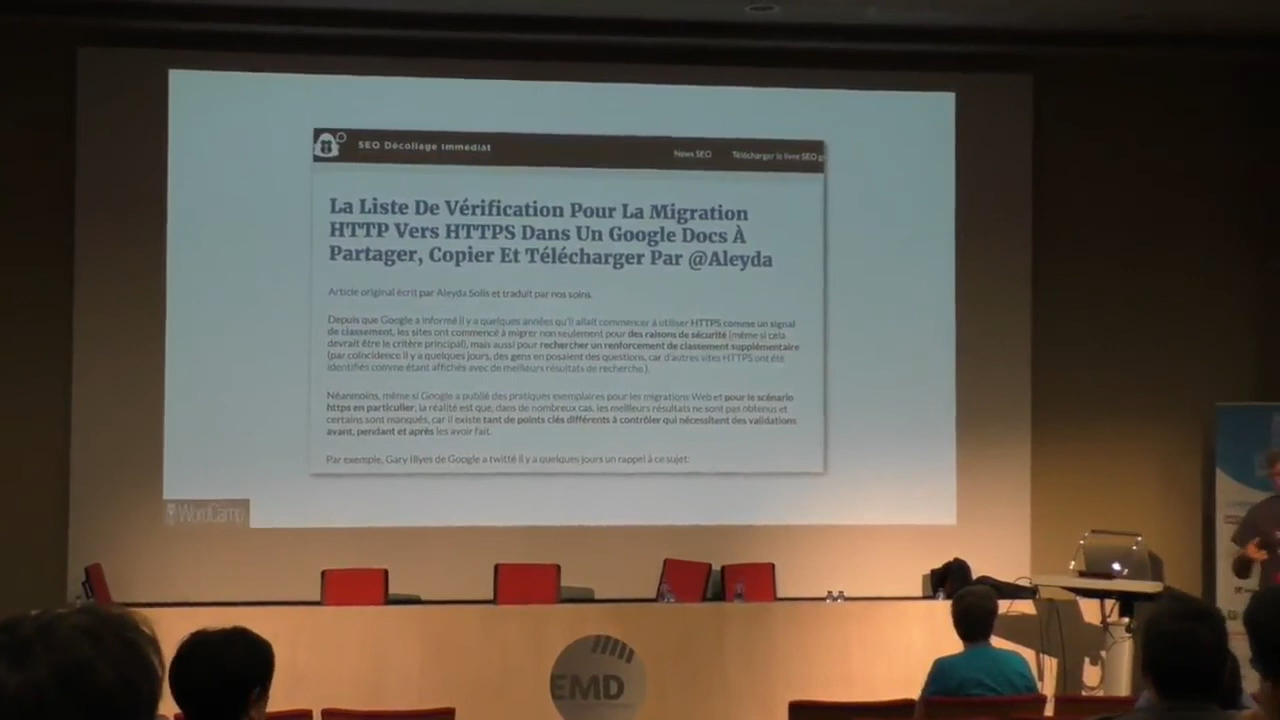 SEO Décollage Immédiat
News SEO
Télécharger le livre SEO
La Liste De Vérification Pour La Migration
HTTP Vers HTTPS Dans Un Google Docs À
Partager, Copier Et Télécharger Par @Aleyda
Article original écrit par Aleyda Solis et traduit par nos soins.
Depuis que Google a informé il y a quelques années qu'il allait commencer à utiliser HTTPS comme un signal
de classement, les sites ont commencé à migrer non seulement pour des raisons de sécurité (même si cela
devrait être le critère principal), mais aussi pour rechercher un renforcement de classement supplémentaire
(par coïncidence il y a quelques jours, des gens en posaient des questions, car d'autres sites HTTPS ont été
identifiés comme étant affichés avec de meilleurs résultats de recherche).
Néanmoins, même si Google a publié des pratiques exemplaires pour les migrations Web et pour le scénario
https en particulier, la réalité est que, dans de nombreux cas, les meilleurs résultats ne sont pas obtenus et
certains sont manqués, car il existe tant de points clés différents à contrôler qui nécessitent des validations
avant, pendant et après les avoir fait.
Par exemple, Gary Illyes de Google a twitté il y a quelques jours un rappel à ce sujet:
WordCamp
EMD